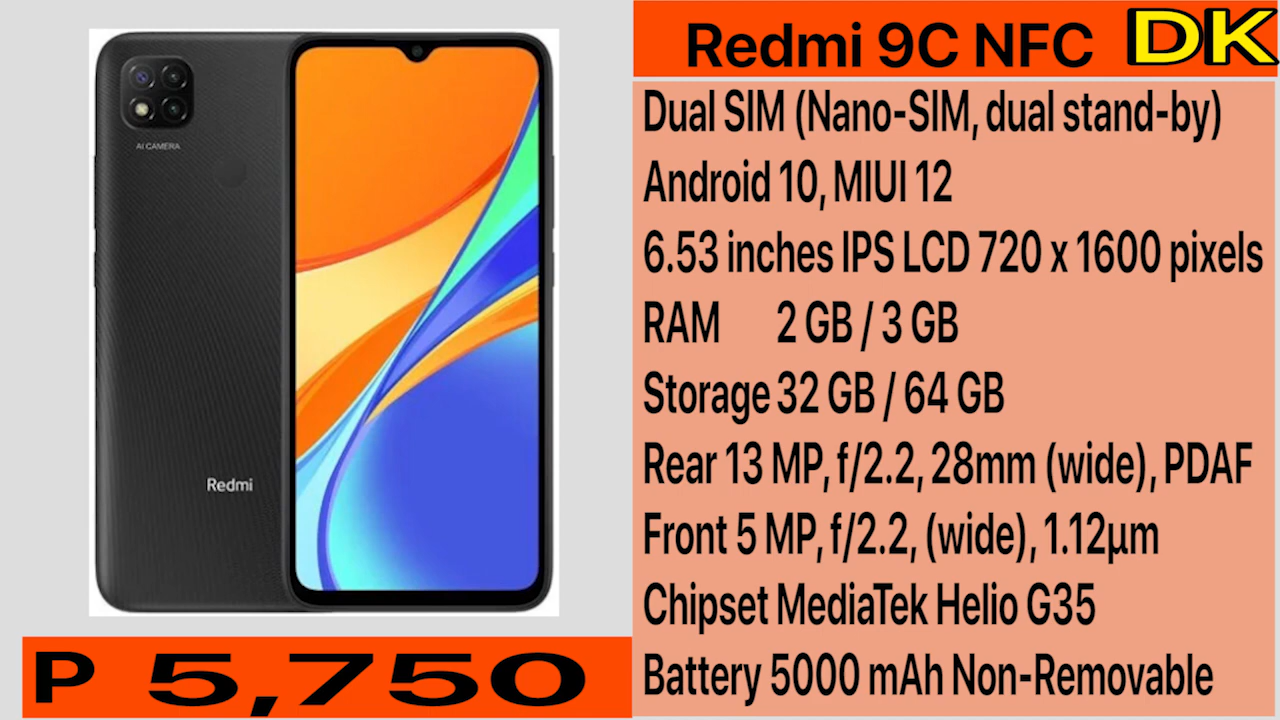 Redmi 9C NFC DK
AI CAMERA
Redmi
P 5,750
Dual SIM (Nano-SIM, dual stand-by)
Android 10, MIUI 12
6.53 inches IPS LCD 720 x 1600 pixels
RAM 2 GB / 3 GB
Storage 32 GB / 64 GB
Rear 13 MP, f/2.2, 28mm (wide), PDAF
Front 5 MP, f/2.2, (wide), 1.12µm
Chipset MediaTek Helio G35
Battery 5000 mAh Non-Removable